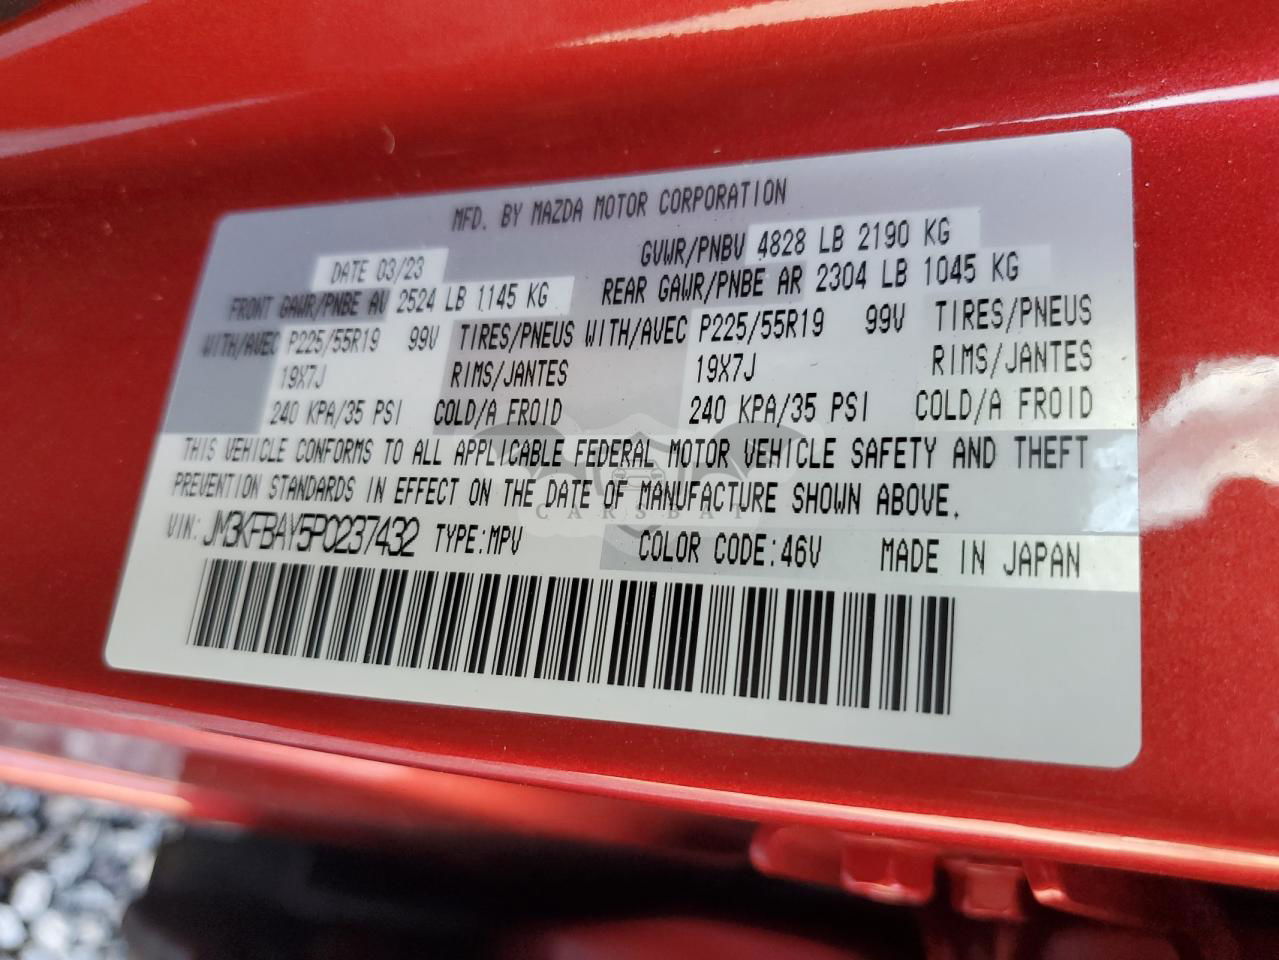 MFD. BY MAZDA MOTOR CORPORATION
DATE 03/23 GVWR/PNBV 4828 LB 2190 KG
FRONT GAWR/PNBE AV 2524 LB 1145 KG REAR GAWR/PNBE AR 2304 LB 1045 KG
WITH/AVEC P225/55R19 99V TIRES/PNEUS WITH/AVEC P225/55R19 99V TIRES/PNEUS
19X7J RIMS/JANTES 19X7J RIMS/JANTES
240 KPA/35 PSI COLD/A FROID 240 KPA/35 PSI COLD/A FROID
THIS VEHICLE CONFORMS TO ALL APPLICABLE FEDERAL MOTOR VEHICLE SAFETY AND THEFT
PREVENTION STANDARDS IN EFFECT ON THE DATE OF MANUFACTURE SHOWN ABOVE.
CARSBAT
VIN: JM3KFBAY5P0237432 TYPE:MPV COLOR CODE:46V MADE IN JAPAN